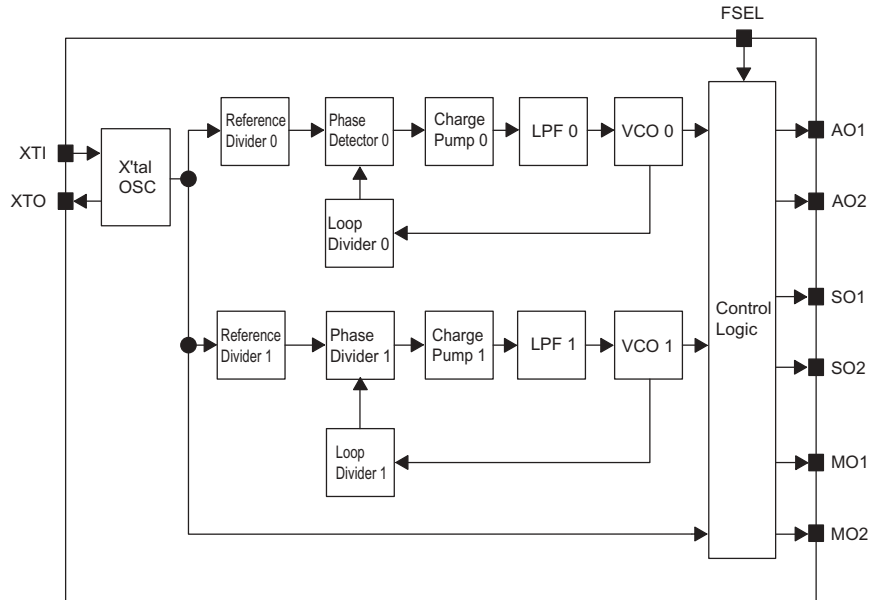 FSEL
Reference
Divider 0
Phase
Detector 0
Charge
Pump 0
LPF 0
VCO 0
AO1
XTI
X'tal
OSC
XTO
AO2
Loop
Divider 0
SO1
Control
Logic
Reference
Divider 1
Phase
Divider 1
Charge
Pump 1
LPF 1
VCO 1
SO2
Loop
Divider 1
MO1
MO2